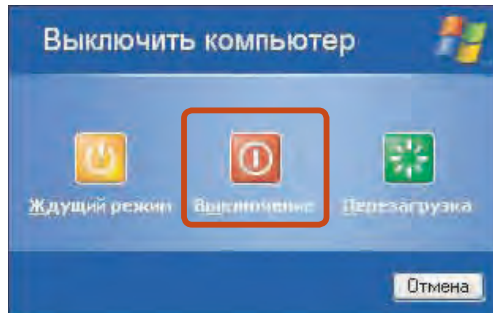 Выключить компьютер
Ждущий режим Выключение Перезагрузка
Отмена